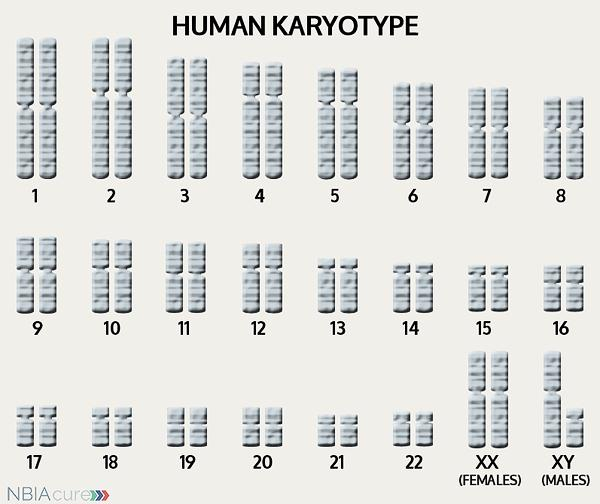 HUMAN KARYOTYPE
1 2 3 4 5 6 7 8
9 10 11 12 13 14 15 16
17 18 19 20 21 22 XX XY
(FEMALES) (MALES)
NBIAcure